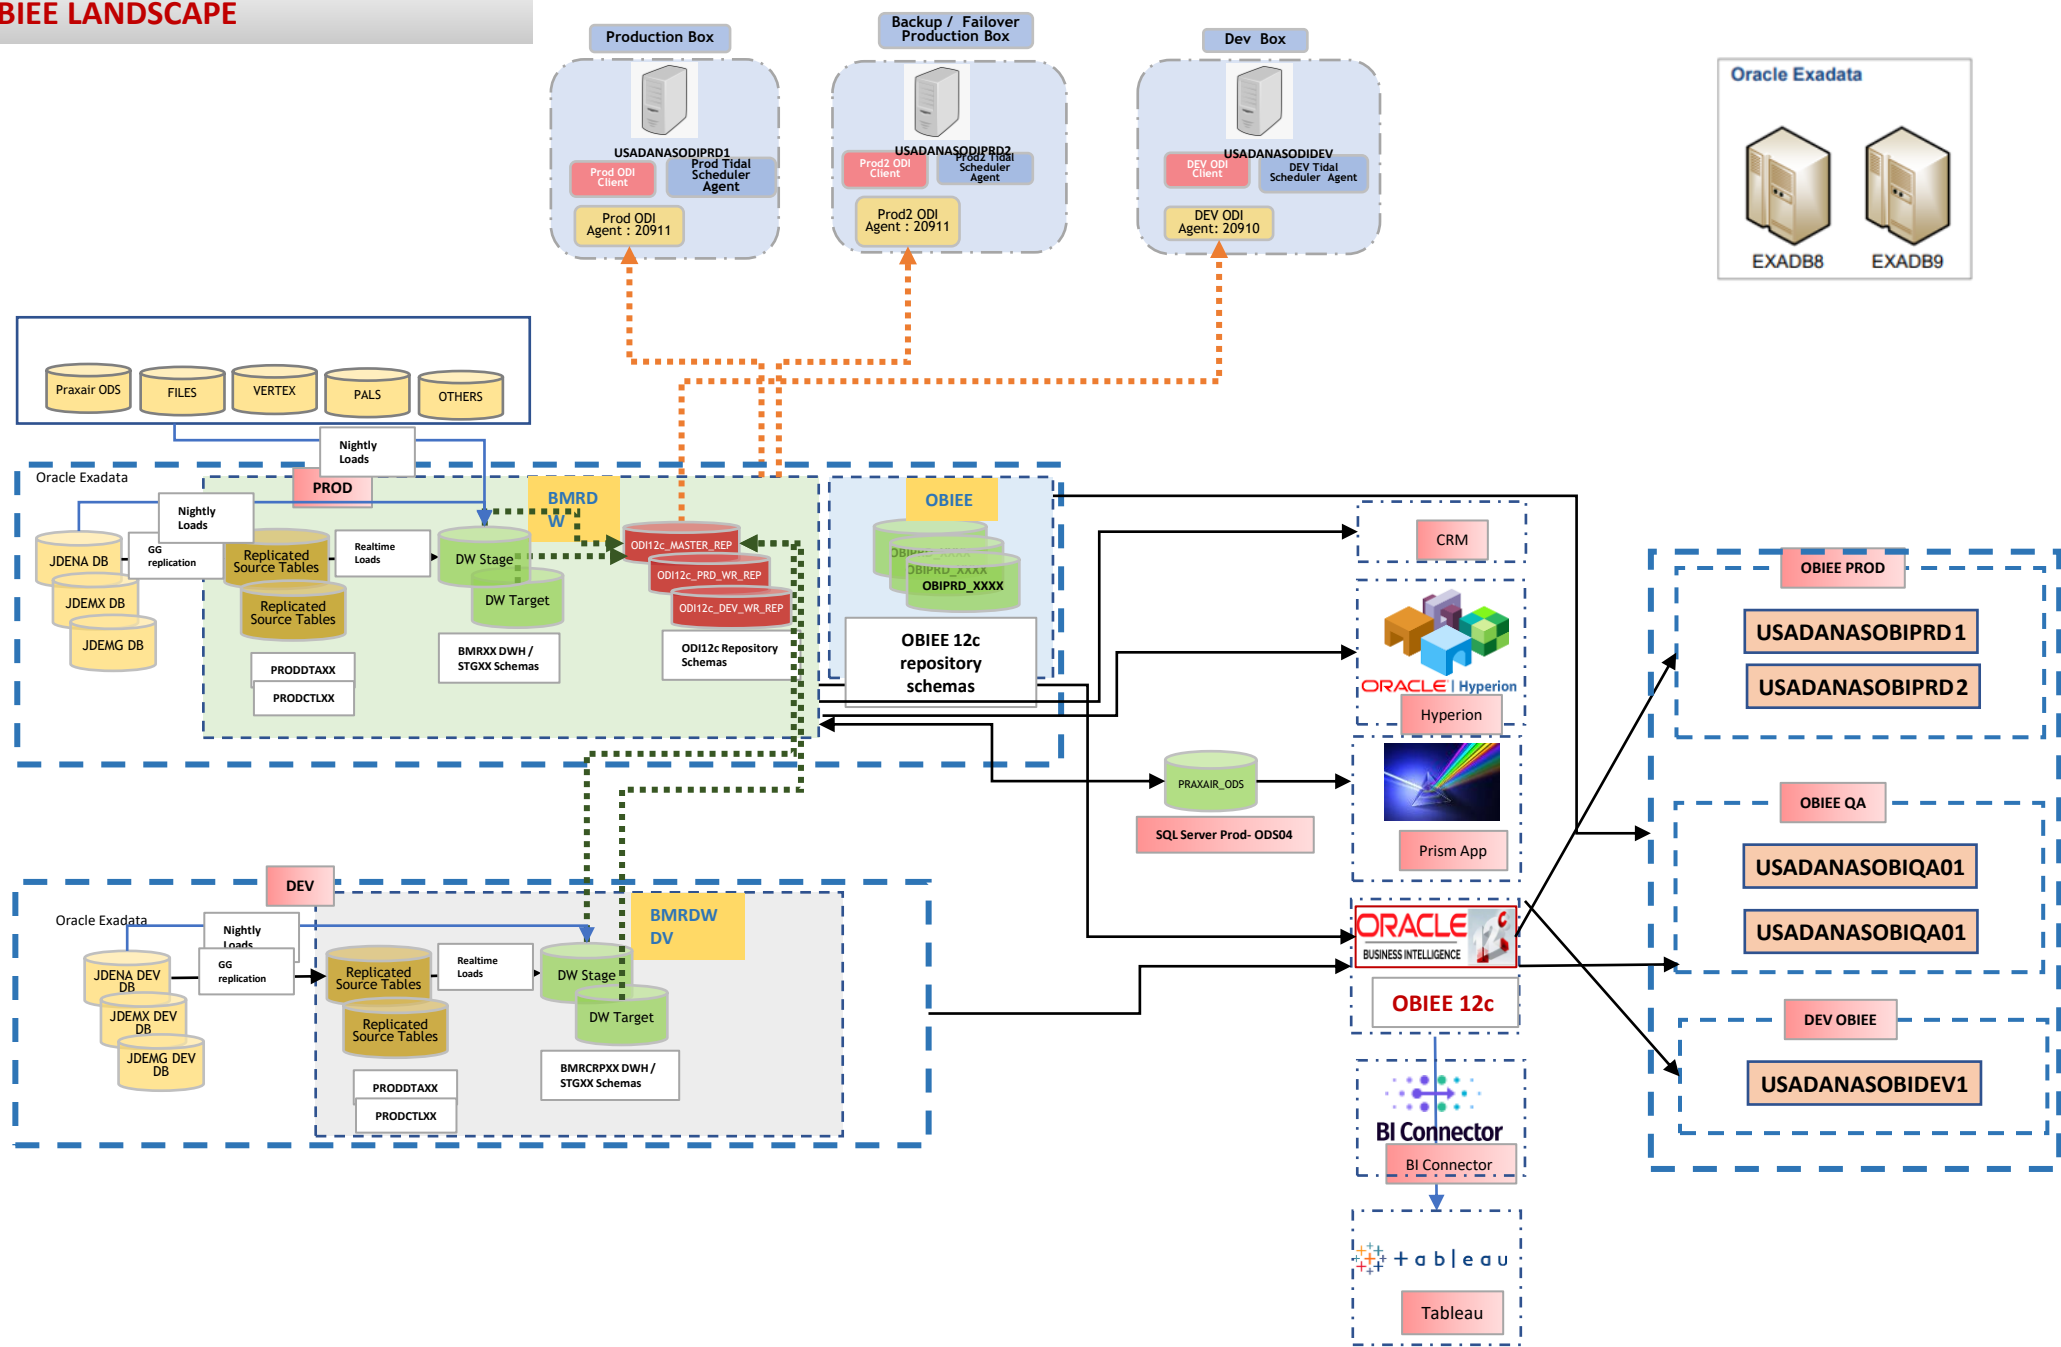 BIEE LANDSCAPE
Production Box
Backup / Failover
Production Box
Dev Box
USADANASODIPRD1
Prod ODI
Client
Prod Tidal
Scheduler
Agent
Prod ODI
Agent : 20911
USADANASODIPRD2
Prod2 ODI
Client
Prod2 Tidal
Scheduler
Agent
Prod2 ODI
Agent : 20911
USADANASODIDEV
DEV ODI
Client
DEV Tidal
Scheduler Agent
DEV ODI
Agent: 20910
Oracle Exadata
EXADB8
EXADB9
Praxair ODS
FILES
VERTEX
PALS
OTHERS
Nightly
Loads
Oracle Exadata
PROD
Nightly
Loads
JDENA DB
JDEMX DB
JDEMG DB
GG
replication
Replicated
Source Tables
Replicated
Source Tables
Realtime
Loads
PRODDTAXX
PRODCTLXX
BMRD
W
DW Stage
DW Target
BMRXX DWH /
STGXX Schemas
ODI12c_MASTER_REP
ODI12c_PRD_WR_REP
ODI12c_DEV_WR_REP
ODI12c Repository
Schemas
OBIEE
OBIPRD_XXXX
OBIPRD_XXXX
OBIPRD_XXXX
OBIEE 12c
repository
schemas
CRM
ORACLE | Hyperion
Hyperion
PRAXAIR_ODS
SQL Server Prod- ODS04
Prism App
ORACLE
BUSINESS INTELLIGENCE
12c
OBIEE 12c
BI Connector
BI Connector
+ableau
Tableau
OBIEE PROD
USADANASOBIPRD1
USADANASOBIPRD2
OBIEE QA
USADANASOBIQA01
USADANASOBIQA01
DEV OBIEE
USADANASOBIDEV1
DEV
Oracle Exadata
Nightly
Loads
JDENA DEV
DB
JDEMX DEV
DB
JDEMG DEV
DB
GG
replication
Replicated
Source Tables
Replicated
Source Tables
Realtime
Loads
PRODDTAXX
PRODCTLXX
BMRDW
DV
DW Stage
DW Target
BMRCRPXX DWH /
STGXX Schemas